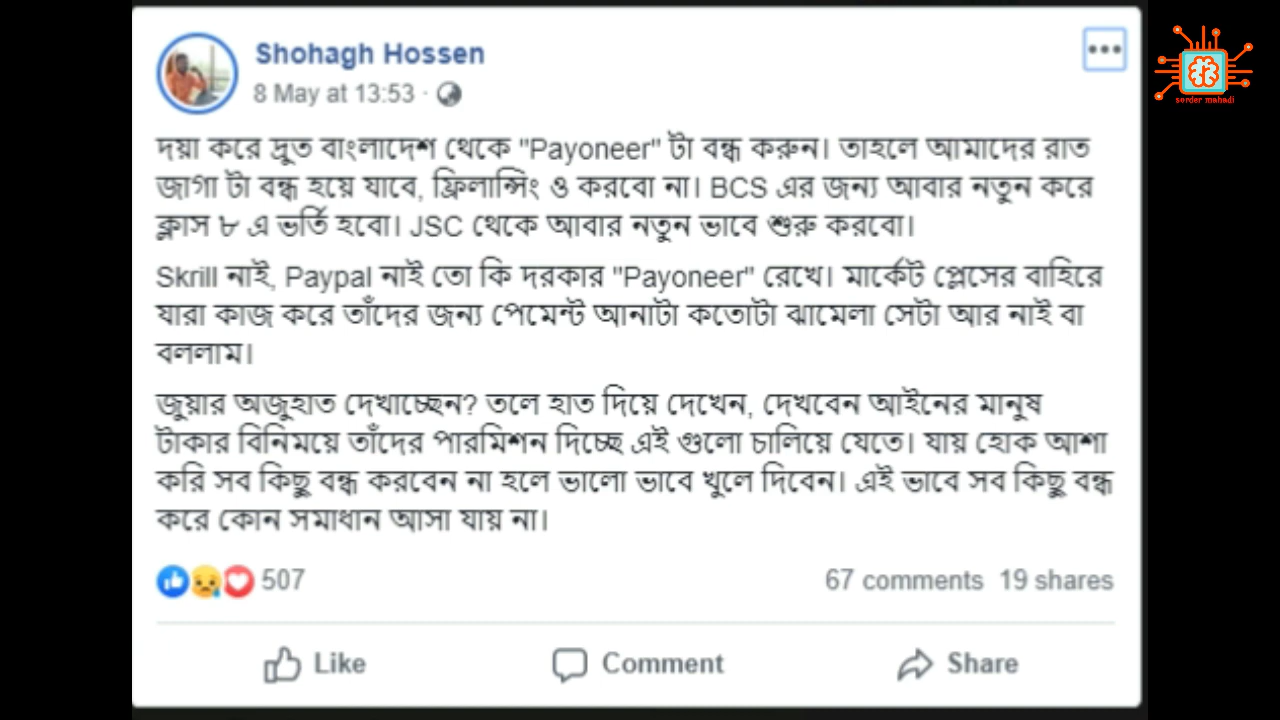 Shohagh Hossen
8 May at 13:53 ·
দয়া করে দ্রুত বাংলাদেশ থেকে "Payoneer" টা বন্ধ করুন। তাহলে আমাদের রাত
জাগা টা বন্ধ হয়ে যাবে, ফ্রিলান্সিং ও করবো না। BCS এর জন্য আবার নতুন করে
ক্লাস ৮ এ ভর্তি হবো। JSC থেকে আবার নতুন ভাবে শুরু করবো।
Skrill নাই, Paypal নাই তো কি দরকার "Payoneer" রেখে। মার্কেট প্লেসের বাহিরে
যারা কাজ করে তাঁদের জন্য পেমেন্ট আনাটা কতোটা ঝামেলা সেটা আর নাই বা
বললাম।
জুয়ার অজুহাত দেখাচ্ছেন? তলে হাত দিয়ে দেখেন, দেখবেন আইনের মানুষ
টাকার বিনিময়ে তাঁদের পারমিশন দিচ্ছে এই গুলো চালিয়ে যেতে। যায় হোক আশা
করি সব কিছু বন্ধ করবেন না হলে ভালো ভাবে খুলে দিবেন। এই ভাবে সব কিছু বন্ধ
করে কোন সমাধান আসা যায় না।
507
67 comments 19 shares
Like Comment Share
sorder mahadi